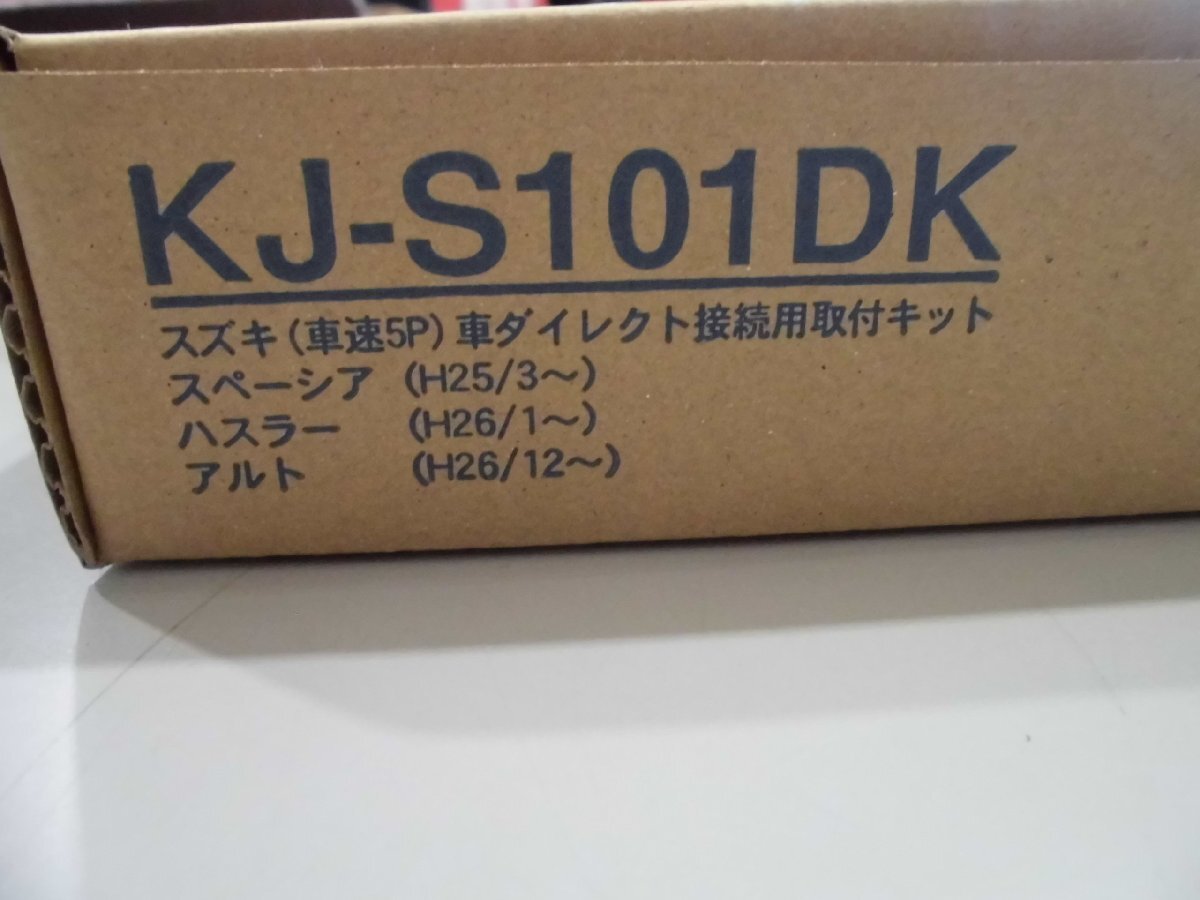 KJ-S101DK
スズキ(車速5P)車ダイレクト接続用取付キット
スペーシア (H25/3〜)
ハスラー (H26/1〜)
アルト (H26/12〜)